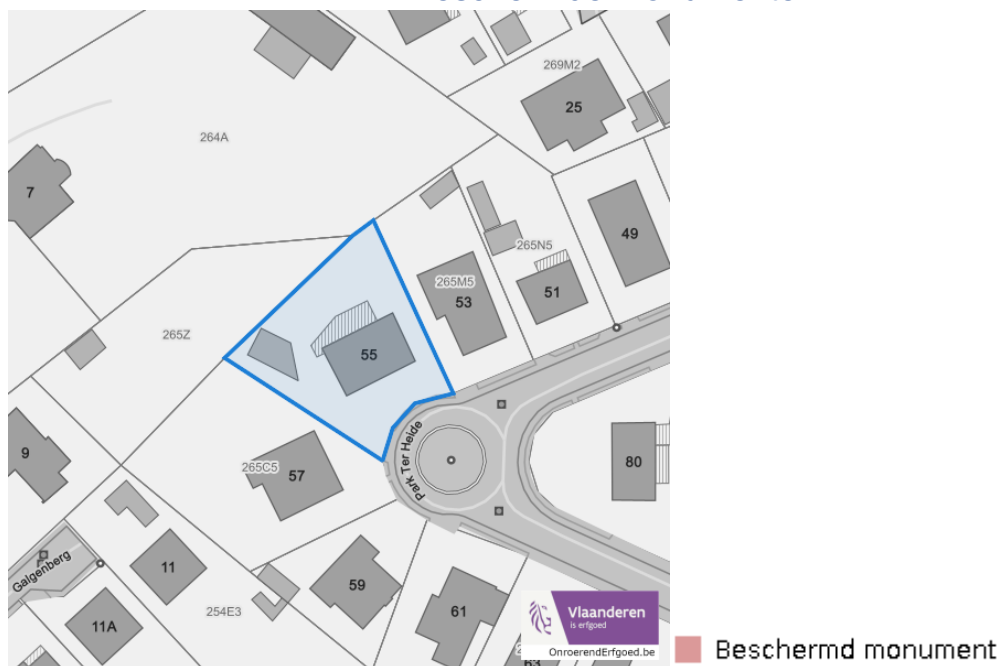 269M2
25
264A
7
49
265N5
265M5
53
51
265Z
55
Park Ter Heide
9
265C5
57
80
Galgenberg
11
59
254E3
61
11A
63
Vlaanderen
is erfgoed
OnroerendErfgoed.be
Beschermd monument